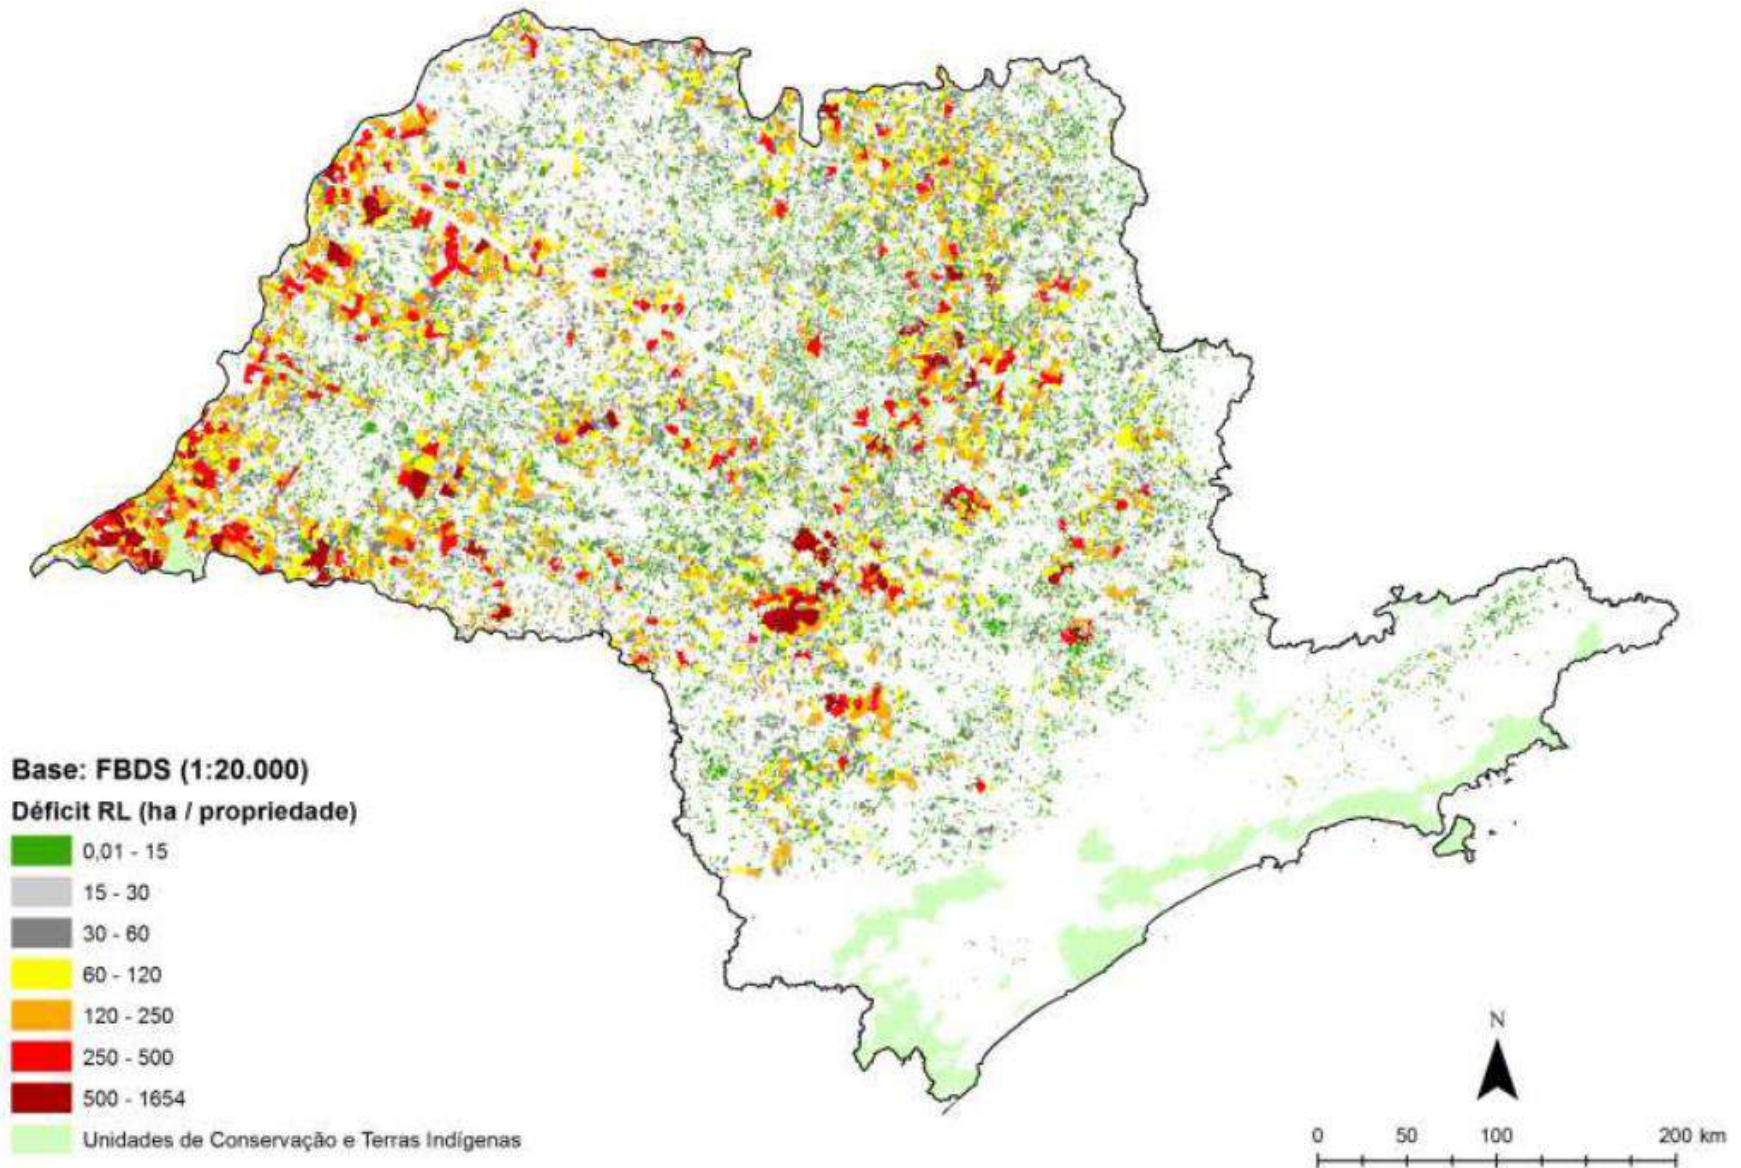 Base: FBDS (1:20.000)
Déficit RL (ha / propriedade)
0,01 - 15
15 - 30
30 - 60
60 - 120
120 - 250
250 - 500
500 - 1654
Unidades de Conservação e Terras Indígenas
N
0 50 100 200 km